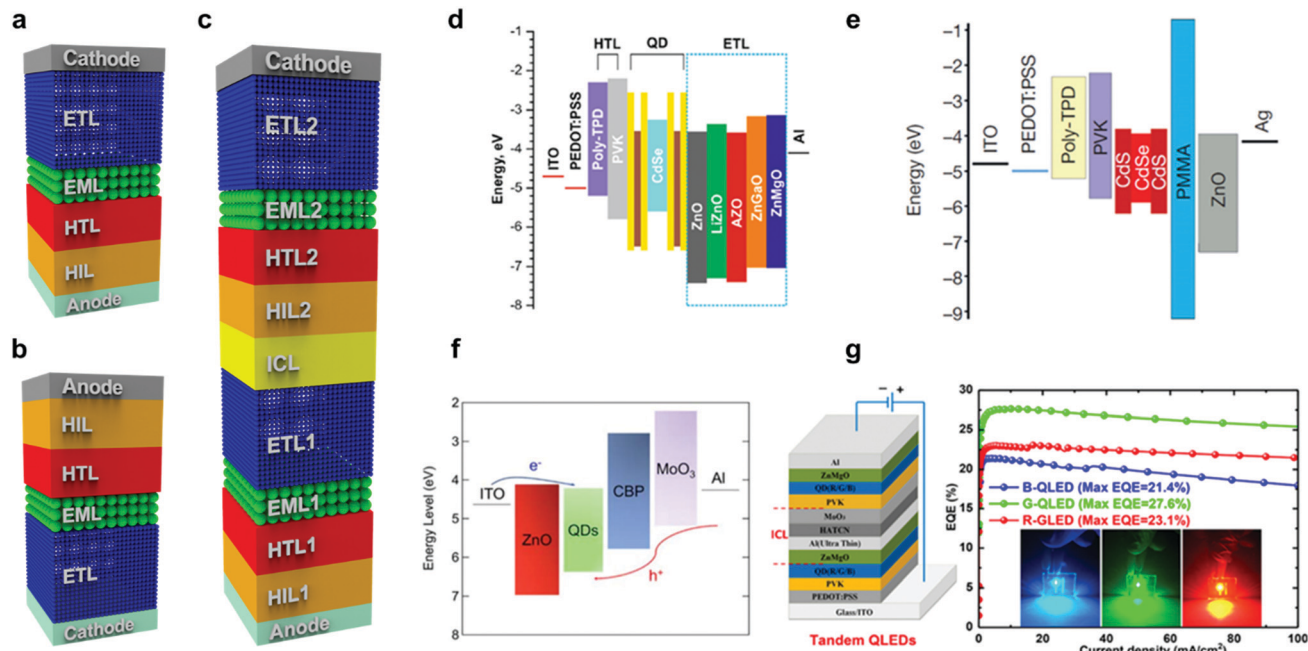 a
Cathode
ETL
EML
HTL
HIL
Anode
b
Anode
HIL
HTL
EML
ETL
Cathode
c
Cathode
ETL2
EML2
HTL2
HIL2
ICL
ETL1
EML1
HTL1
HIL1
Anode
d
HTL QD ETL
-1
-2
-3
-4
-5
-6
-7
-8
Energy, eV
ITO
PEDOT:PSS
Poly-TPD
PVK
CdSe
ZnO
LiZnO
AZO
ZnGaO
ZnMgO
Al
e
–1
–2
–3
–4
–5
–6
–7
–8
–9
Energy (eV)
ITO
PEDOT:PSS
Poly-TPD
PVK
CdS
CdSe
CdS
PMMA
ZnO
Ag
f
2
3
4
5
6
7
8
Energy Level (eV)
ITO
e-
ZnO
QDs
CBP
MoO3
Al
h+
g
– +
Al
ZnMgO
QD(R/G/B)
PVK
MoO3
HATCN
Al(Ultra Thin)
ZnMgO
QD(R/G/B)
PVK
PEDOT:PSS
Glass/ITO
ICL
Tandem QLEDs
30
25
20
15
10
5
0
EQE (%)
B-QLED (Max EQE=21.4%)
G-QLED (Max EQE=27.6%)
R-GLED (Max EQE=23.1%)
0 20 40 60 80 100
Current density (mA/cm2)